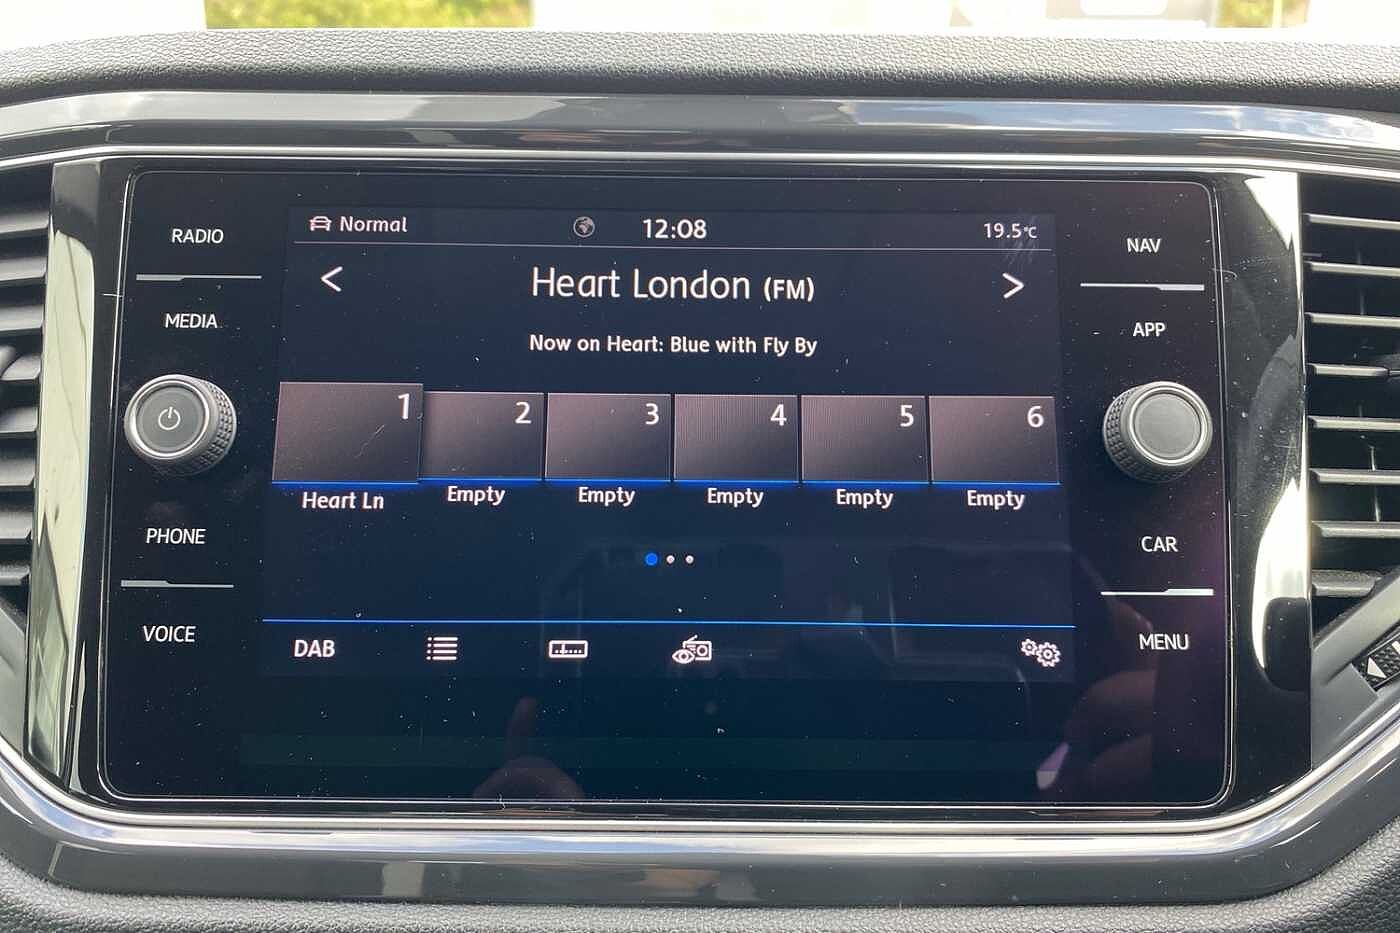 Normal 12:08 19.5°C
RADIO
MEDIA
PHONE
VOICE
Heart London (FM)
Now on Heart: Blue with Fly By
1 2 3 4 5 6
Heart Ln Empty Empty Empty Empty Empty
DAB
NAV
APP
CAR
MENU